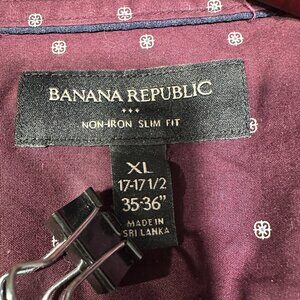 BANANA REPUBLIC
NON-IRON SLIM FIT
XL
17-17 1/2
35-36"
MADE IN
SRI LANKA